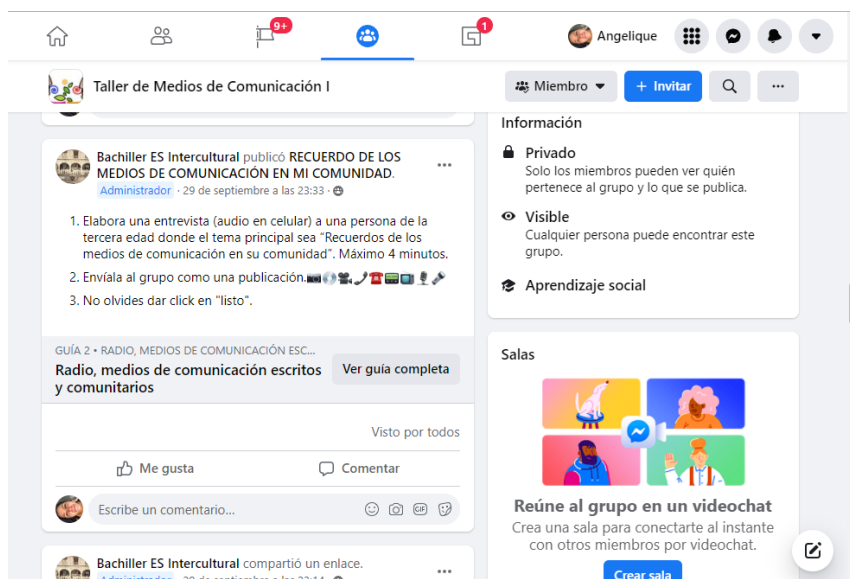 9+
1
Angelique
Taller de Medios de Comunicación I
Miembro
+ Invitar
Bachiller ES Intercultural publicó RECUERDO DE LOS
MEDIOS DE COMUNICACIÓN EN MI COMUNIDAD.
Administrador · 29 de septiembre a las 23:33 ·
1. Elabora una entrevista (audio en celular) a una persona de la
tercera edad donde el tema principal sea "Recuerdos de los
medios de comunicación en su comunidad". Máximo 4 minutos.
2. Envíala al grupo como una publicación.
3. No olvides dar click en "listo".
GUÍA 2 • RADIO, MEDIOS DE COMUNICACIÓN ESC...
Radio, medios de comunicación escritos
y comunitarios
Ver guía completa
Visto por todos
Me gusta
Comentar
Escribe un comentario...
GIF
Bachiller ES Intercultural compartió un enlace.
Información
Privado
Solo los miembros pueden ver quién
pertenece al grupo y lo que se publica.
Visible
Cualquier persona puede encontrar este
grupo.
Aprendizaje social
Salas
Reúne al grupo en un videochat
Crea una sala para conectarte al instante
con otros miembros por videochat.
Crear sala